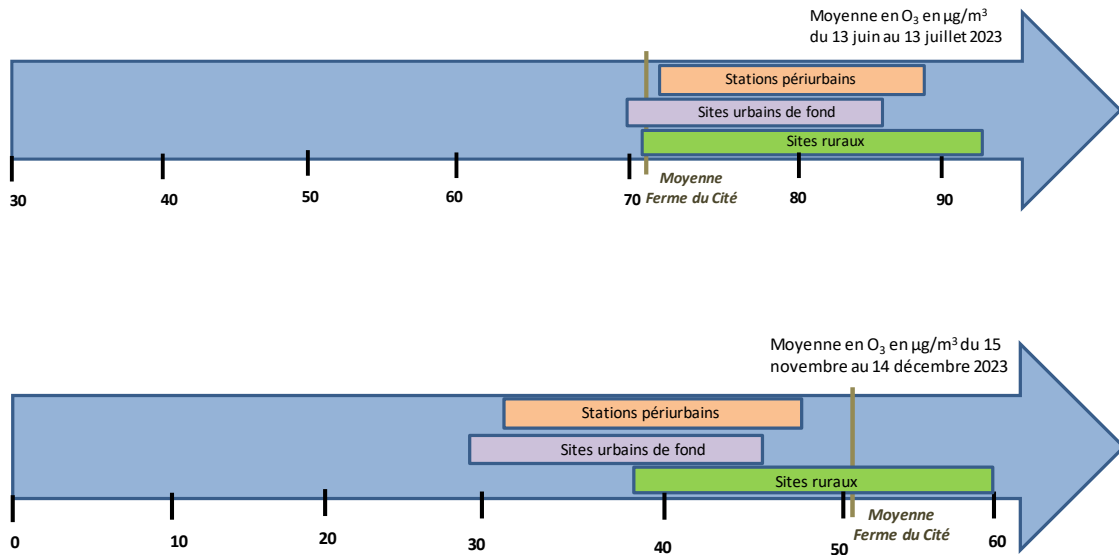 Moyenne en O₃ en µg/m³
du 13 juin au 13 juillet 2023
Stations périurbains
Sites urbains de fond
Sites ruraux
30 40 50 60 70 80 90
Moyenne
Ferme du Cité
Moyenne en O₃ en µg/m³ du 15
novembre au 14 décembre 2023
Stations périurbains
Sites urbains de fond
Sites ruraux
0 10 20 30 40 50 60
Moyenne
Ferme du Cité